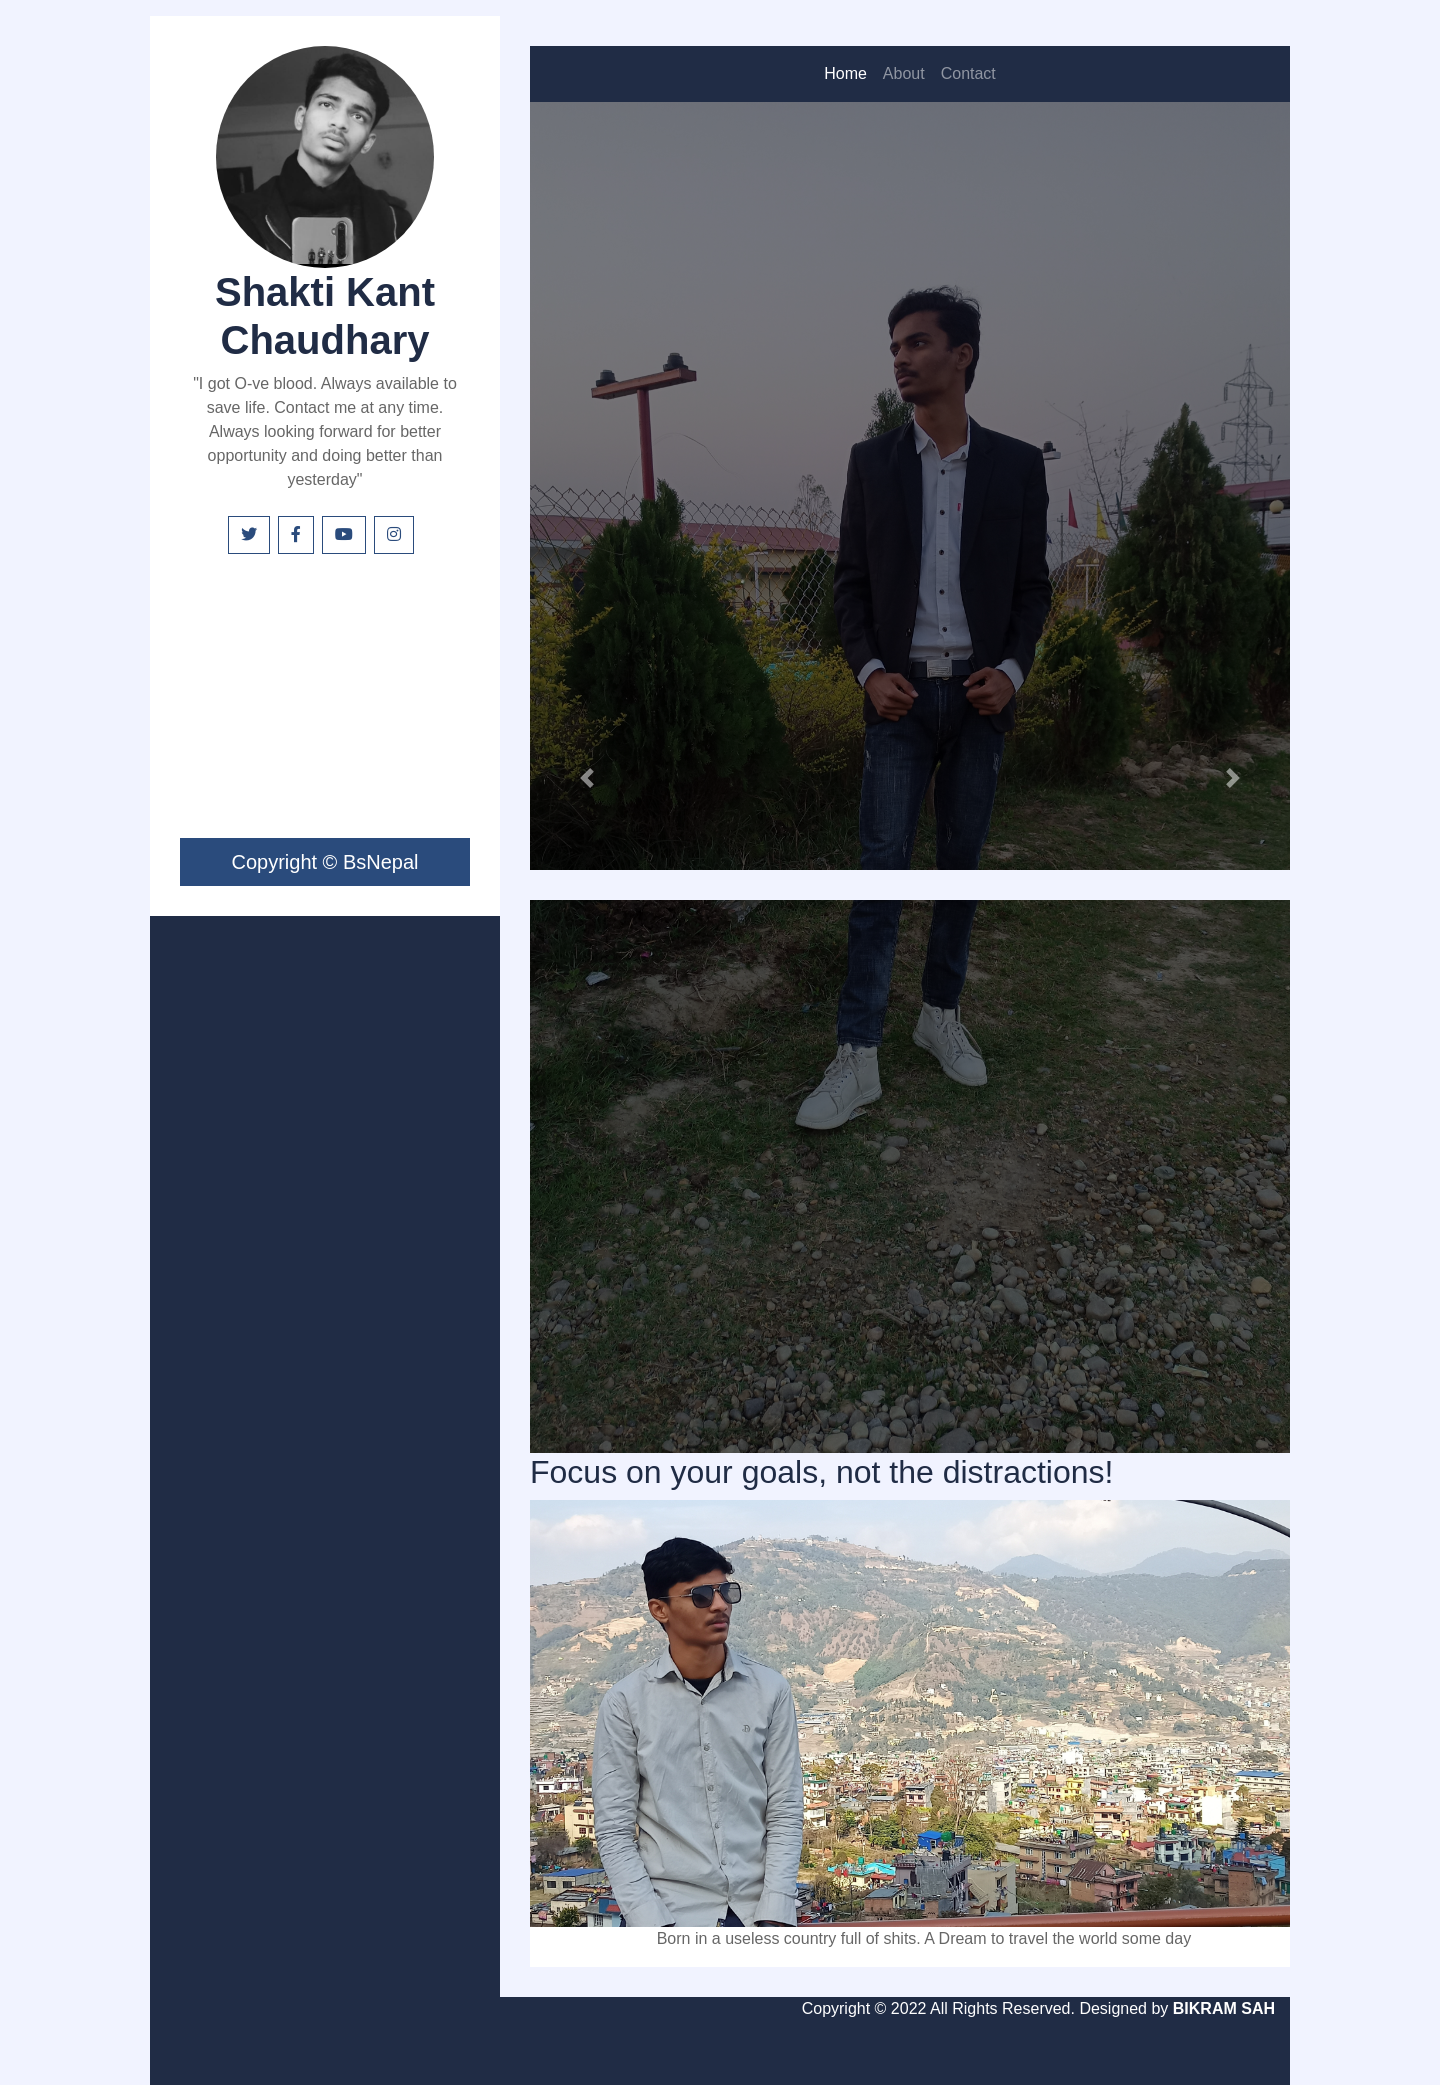 Shakti Kant
Chaudhary
"I got O-ve blood. Always available to
save life. Contact me at any time.
Always looking forward for better
opportunity and doing better than
yesterday"
Copyright © BsNepal
Home About Contact
Focus on your goals, not the distractions!
Born in a useless country full of shits. A Dream to travel the world some day
Copyright © 2022 All Rights Reserved. Designed by BIKRAM SAH